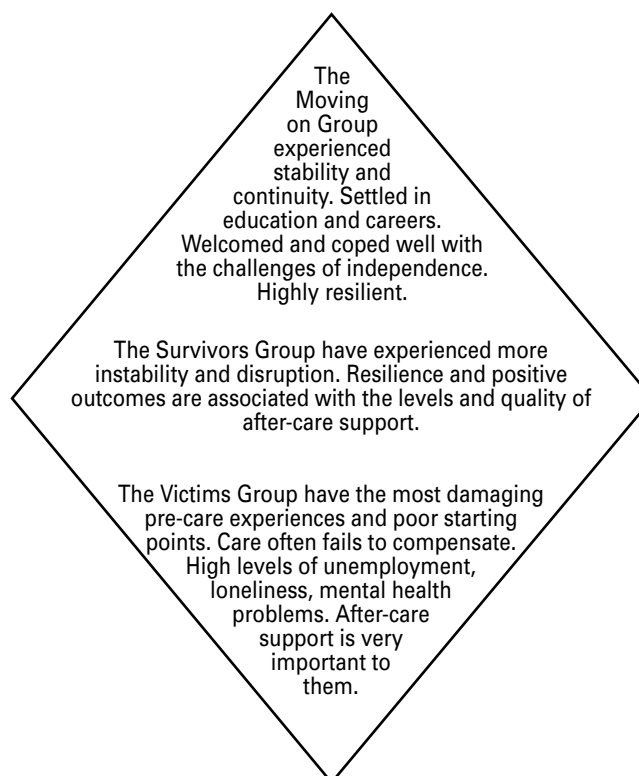 The
Moving
on Group
experienced
stability and
continuity. Settled in
education and careers.
Welcomed and coped well with
the challenges of independence.
Highly resilient.
The Survivors Group have experienced more
instability and disruption. Resilience and positive
outcomes are associated with the levels and quality of
after-care support.
The Victims Group have the most damaging
pre-care experiences and poor starting
points. Care often fails to compensate.
High levels of unemployment,
loneliness, mental health
problems. After-care
support is very
important to
them.